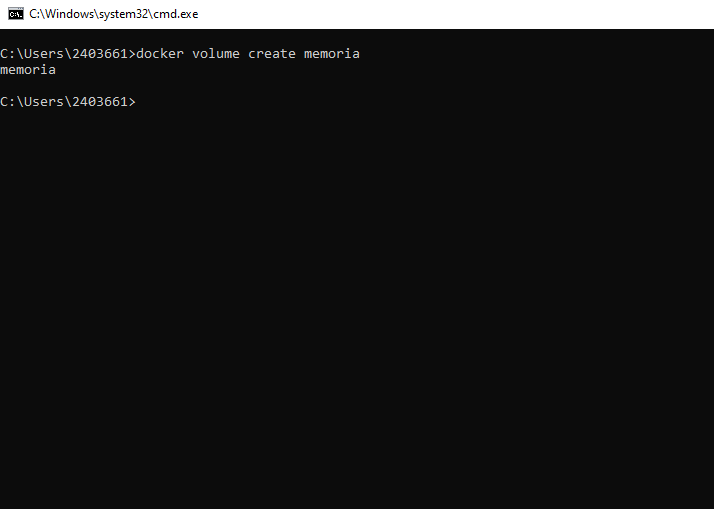 C:\Windows\system32\cmd.exe
C:\Users\2403661>docker volume create memoria
memoria
C:\Users\2403661>